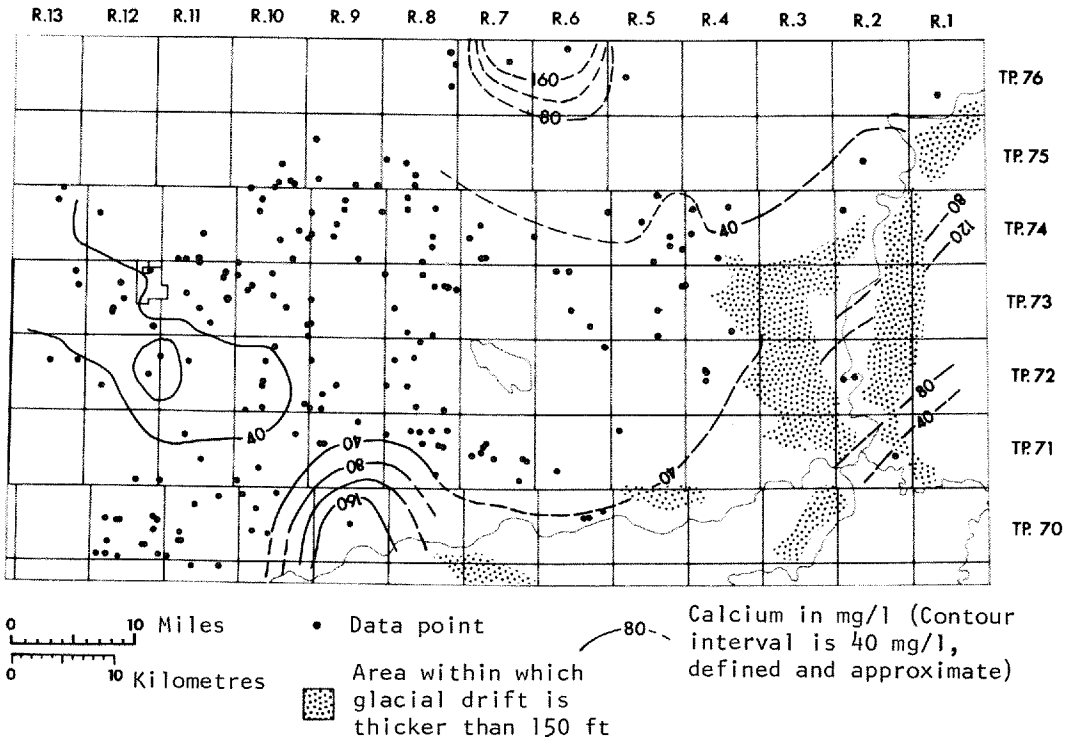 R.13 R.12 R.11 R.10 R.9 R.8 R.7 R.6 R.5 R.4 R.3 R.2 R.1
160
TP. 76
80
TP. 75
80
40
120
TP. 74
TP. 73
80
TP. 72
40
40
40
TP. 71
80
40
160
TP. 70
0 10 Miles
0 10 Kilometres
Data point
Area within which
glacial drift is
thicker than 150 ft
80
Calcium in mg/l (Contour
interval is 40 mg/l,
defined and approximate)